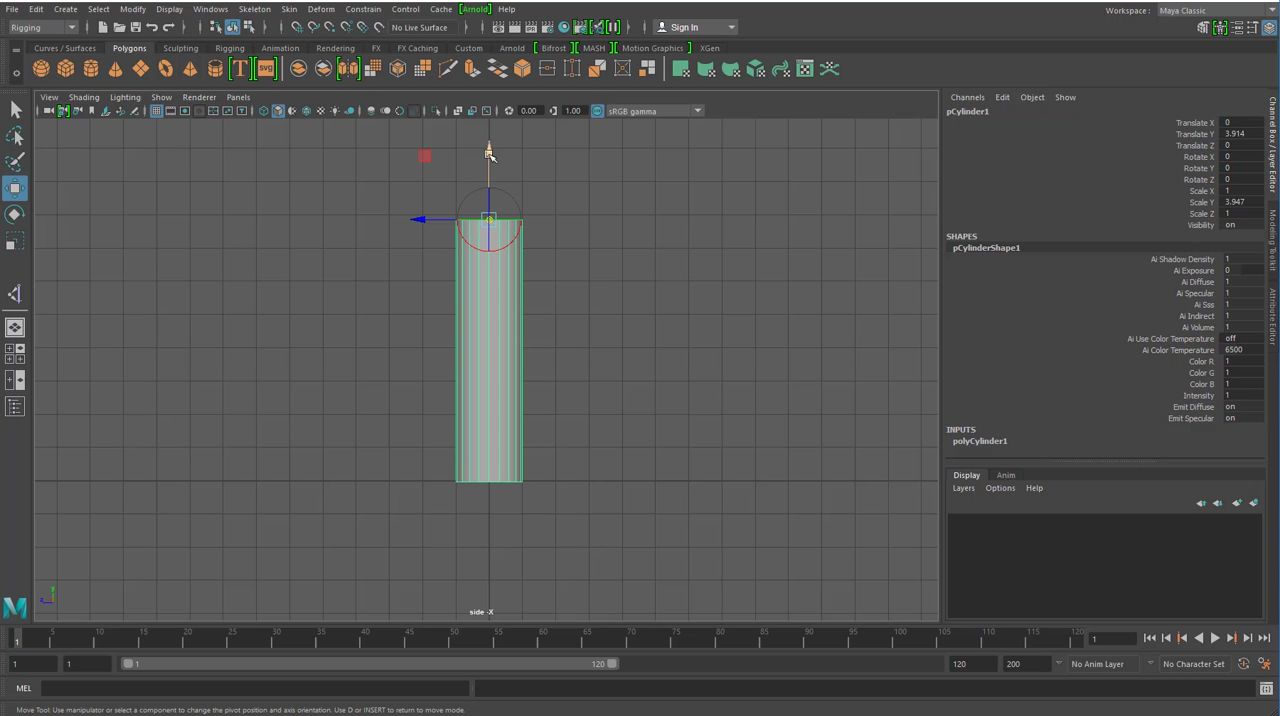 File Edit Create Select Modify Display Windows Skeleton Skin Deform Constrain Control Cache [Arnold] Help
Workspace : Maya Classic
Rigging No Live Surface Sign In
Curves / Surfaces Polygons Sculpting Rigging Animation Rendering FX FX Caching Custom Arnold Bifrost MASH Motion Graphics XGen
T SVG
View Shading Lighting Show Renderer Panels
0.00 1.00 sRGB gamma
side -X
Channels Edit Object Show
pCylinder1
Translate X 0
Translate Y 3.914
Translate Z 0
Rotate X 0
Rotate Y 0
Rotate Z 0
Scale X 1
Scale Y 3.947
Scale Z 1
Visibility on
SHAPES
pCylinderShape1
Ai Shadow Density 1
Ai Exposure 0
Ai Diffuse 1
Ai Specular 1
Ai Sss 1
Ai Indirect 1
Ai Volume 1
Ai Use Color Temperature off
Ai Color Temperature 6500
Color R 1
Color G 1
Color B 1
Intensity 1
Emit Diffuse on
Emit Specular on
INPUTS
polyCylinder1
Display Anim
Layers Options Help
Channel Box / Layer Editor
Modeling Toolkit
Attribute Editor
5 10 15 20 25 30 35 40 45 50 55 60 65 70 75 80 85 90 95 100 105 110 115 120
1 1
1 1 1 120 120 200 No Anim Layer No Character Set
MEL
Move Tool: Use manipulator or select a component to change the pivot position and axis orientation. Use D or INSERT to return to move mode.